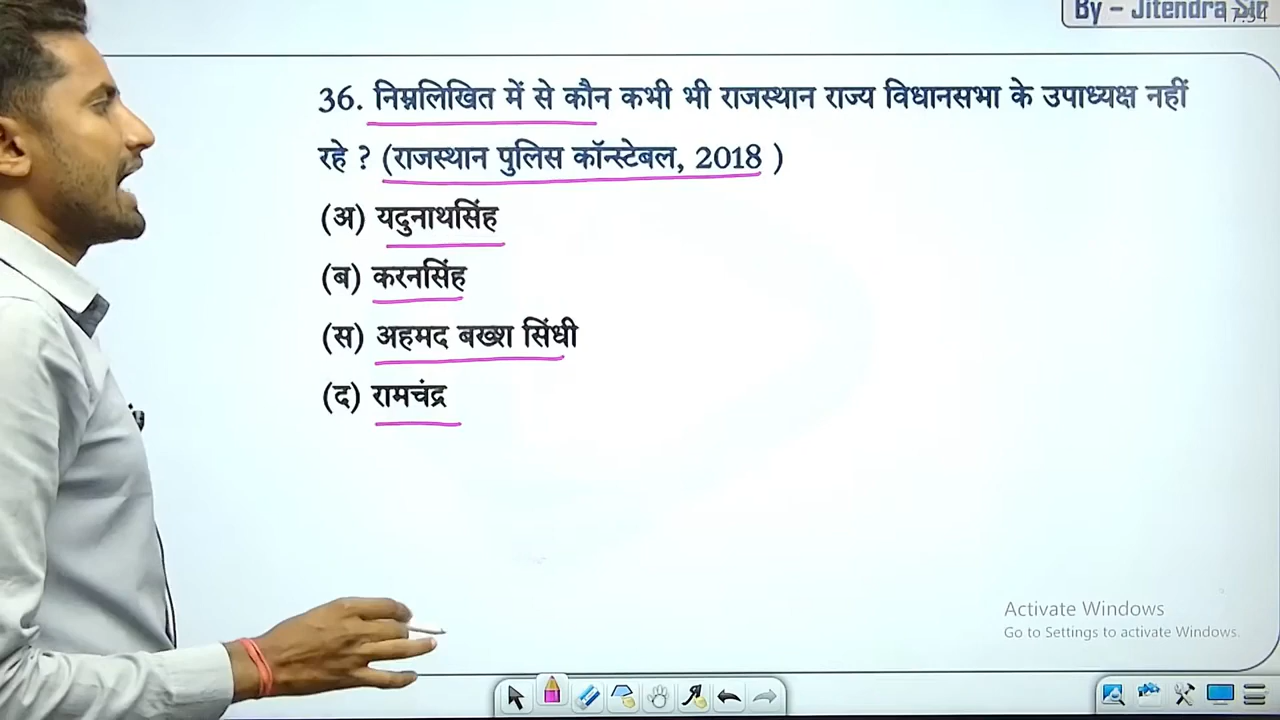 By – Jitendra Sir
36. निम्नलिखित में से कौन कभी भी राजस्थान राज्य विधानसभा के उपाध्यक्ष नहीं
रहे ? (राजस्थान पुलिस कॉन्स्टेबल, 2018 )
(अ) यदुनाथसिंह
(ब) करनसिंह
(स) अहमद बख्श सिंधी
(द) रामचंद्र
Activate Windows
Go to Settings to activate Windows.